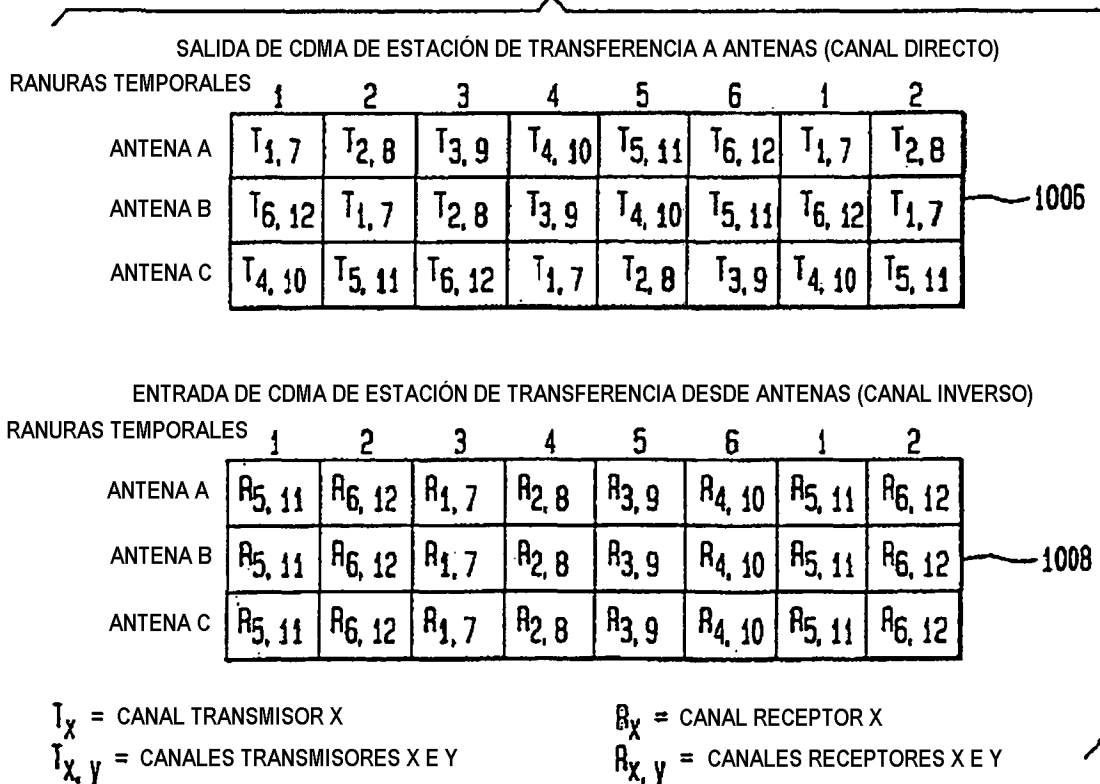 SALIDA DE CDMA DE ESTACIÓN DE TRANSFERENCIA A ANTENAS (CANAL DIRECTO)
RANURAS TEMPORALES 1 2 3 4 5 6 1 2
ANTENA A T1, 7 T2, 8 T3, 9 T4, 10 T5, 11 T6, 12 T1, 7 T2, 8
ANTENA B T6, 12 T1, 7 T2, 8 T3, 9 T4, 10 T5, 11 T6, 12 T1, 7 1006
ANTENA C T4, 10 T5, 11 T6, 12 T1, 7 T2, 8 T3, 9 T4, 10 T5, 11
ENTRADA DE CDMA DE ESTACIÓN DE TRANSFERENCIA DESDE ANTENAS (CANAL INVERSO)
RANURAS TEMPORALES 1 2 3 4 5 6 1 2
ANTENA A R5, 11 R6, 12 R1, 7 R2, 8 R3, 9 R4, 10 R5, 11 R6, 12
ANTENA B R5, 11 R6, 12 R1, 7 R2, 8 R3, 9 R4, 10 R5, 11 R6, 12 1008
ANTENA C R5, 11 R6, 12 R1, 7 R2, 8 R3, 9 R4, 10 R5, 11 R6, 12
TX = CANAL TRANSMISOR X
RX = CANAL RECEPTOR X
TX, Y = CANALES TRANSMISORES X E Y
RX, Y = CANALES RECEPTORES X E Y